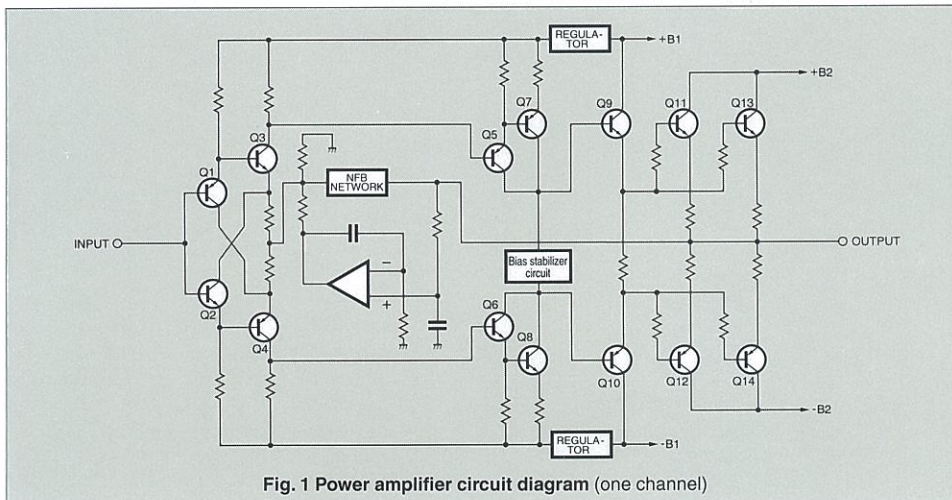 REGULA-
TOR
+B1
+B2
Q7
Q9
Q11
Q13
Q3
Q5
Q1
NFB
NETWORK
INPUT
OUTPUT
Bias stabilizer
circuit
−
+
Q2
Q6
Q4
Q8
Q10
Q12
Q14
-B2
REGULA-
TOR
-B1
Fig. 1 Power amplifier circuit diagram (one channel)